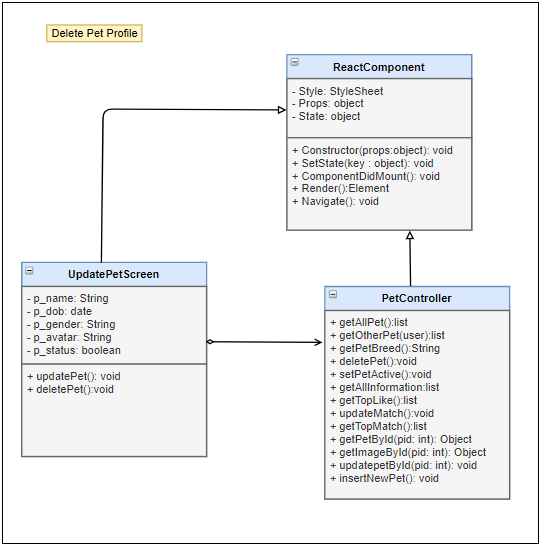 Delete Pet Profile
ReactComponent
- Style: StyleSheet
- Props: object
- State: object
+ Constructor(props:object): void
+ SetState(key : object): void
+ ComponentDidMount(): void
+ Render():Element
+ Navigate(): void
UpdatePetScreen
- p_name: String
- p_dob: date
- p_gender: String
- p_avatar: String
- p_status: boolean
+ updatePet(): void
+ deletePet():void
PetController
+ getAllPet():list
+ getOtherPet(user):list
+ getPetBreed():String
+ deletePet():void
+ setPetActive():void
+ getAllInformation:list
+ getTopLike():list
+ updateMatch():void
+ getTopMatch():list
+ getPetById(pid: int): Object
+ getImageById(pid: int): Object
+ updatepetById(pid: int): void
+ insertNewPet(): void